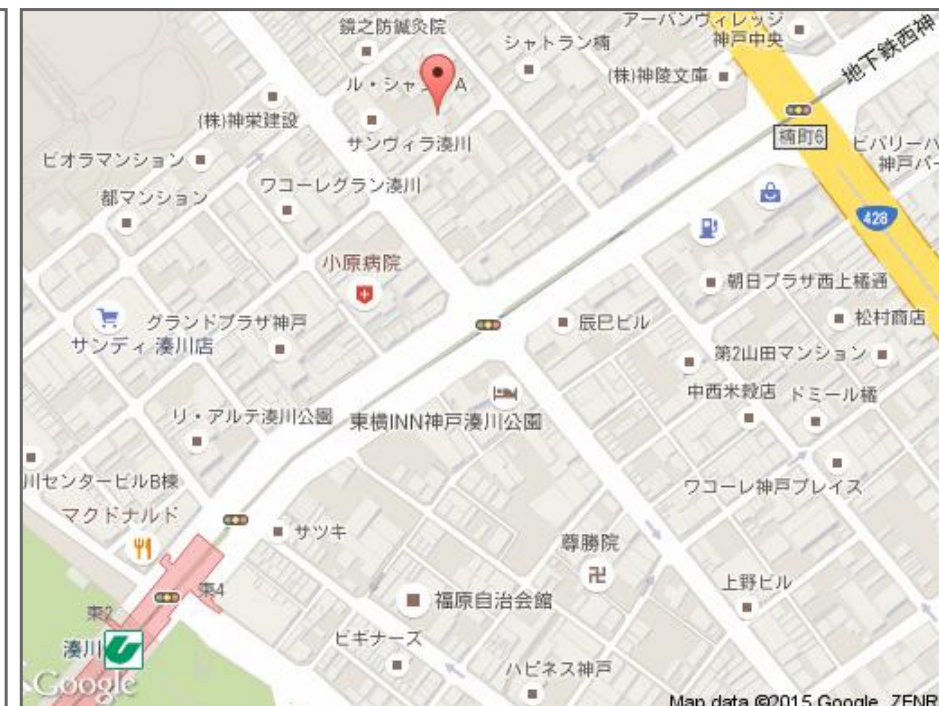 鏡之防鍼灸院
アーバンヴィレッジ
神戸中央
シャトラン楠
地下鉄西神
ル・シャ
A
(株)神陵文庫
(株)神栄建設
サンヴィラ湊川
楠町6
ビオラマンション
ワコーレグラン湊川
都マンション
428
小原病院
朝日プラザ西上橘通
グランドプラザ神戸
辰巳ビル
松村商店
サンディ 湊川店
第2山田マンション
中西米穀店
ドミール橘
リ・アルテ湊川公園
東横INN神戸湊川公園
川センタービルB棟
ワコーレ神戸プレイス
マクドナルド
サツキ
尊勝院
上野ビル
東4
福原自治会館
東2
湊川
ビギナーズ
ハピネス神戸
Google
Map data ©2015 Google, ZENR